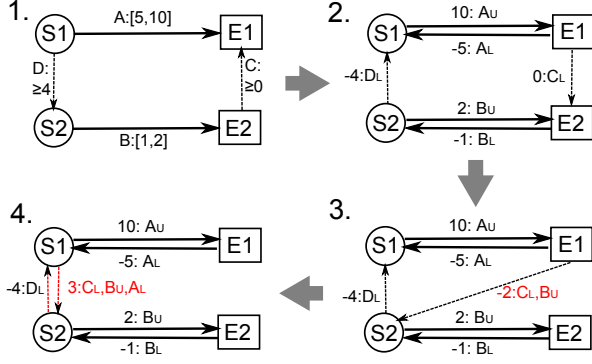 1.
A:[5,10]
S1
E1
D:
≥4
C:
≥0
S2
E2
B:[1,2]
2.
10: AU
S1
E1
-5: AL
-4:DL
0:CL
2: BU
S2
E2
-1: BL
4.
10: AU
S1
E1
-5: AL
-4:DL
3:CL,BU,AL
2: BU
S2
E2
-1: BL
3.
10: AU
S1
E1
-5: AL
-2:CL,BU
-4:DL
2: BU
S2
E2
-1: BL